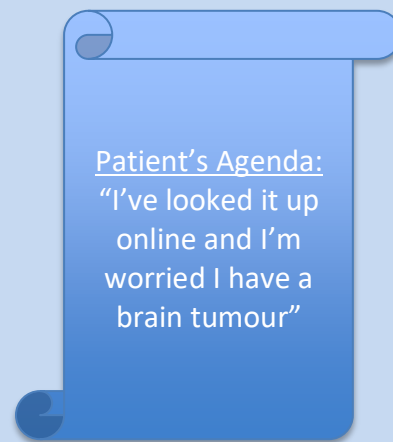 Patient’s Agenda:
“I’ve looked it up
online and I’m
worried I have a
brain tumour”